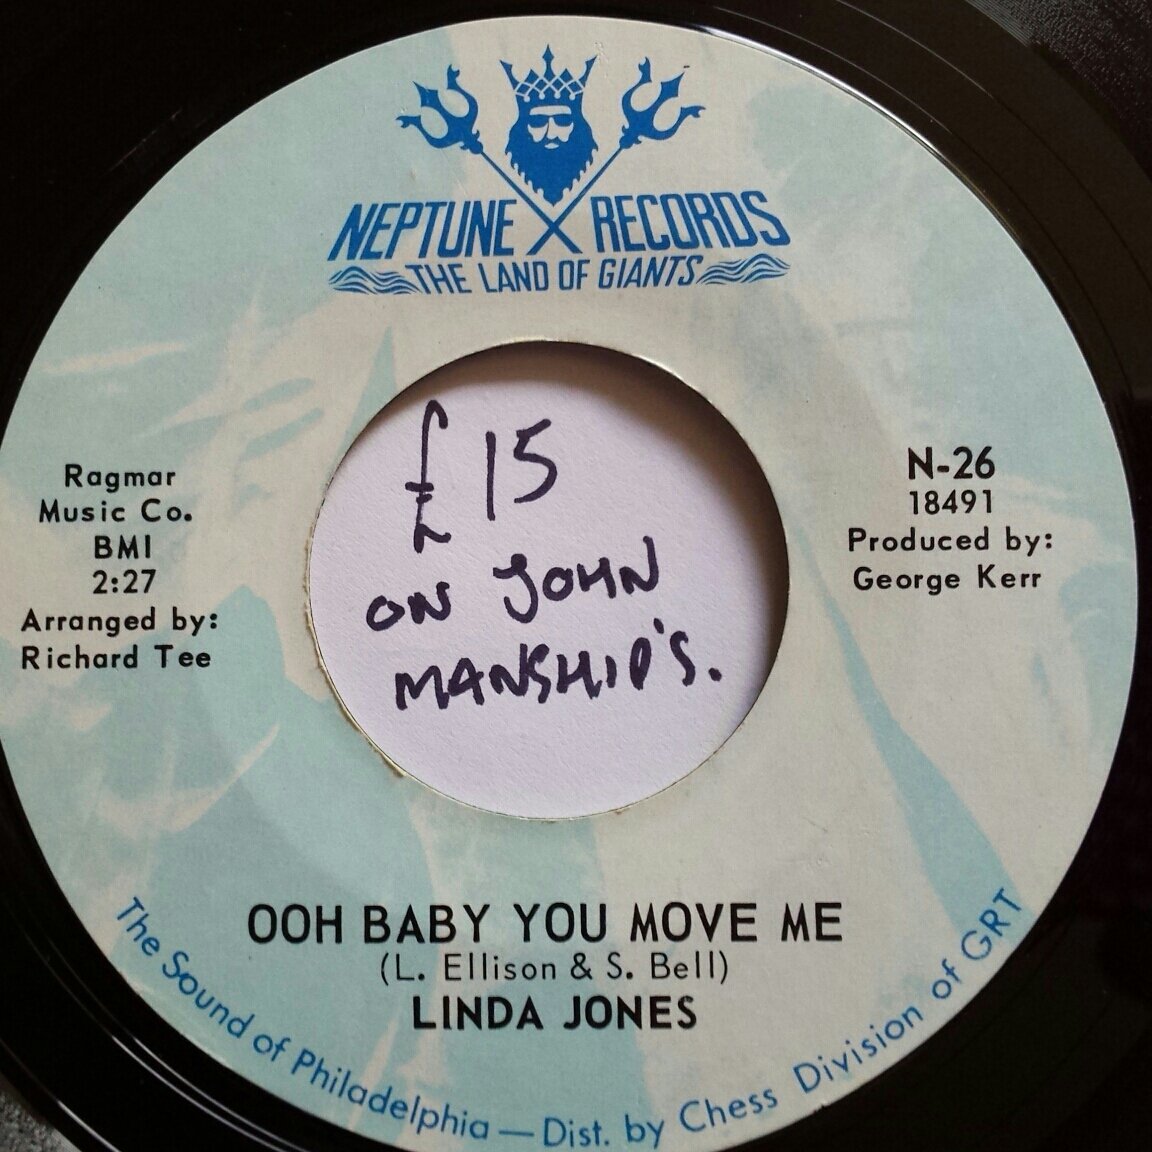 NEPTUNE RECORDS
THE LAND OF GIANTS
Ragmar
Music Co.
BMI
2:27
Arranged by:
Richard Tee
£15
ON JOHN
MANSHIP'S.
N-26
18491
Produced by:
George Kerr
OOH BABY YOU MOVE ME
(L. Ellison & S. Bell)
LINDA JONES
The Sound of Philadelphia — Dist. by Chess Division of GRT